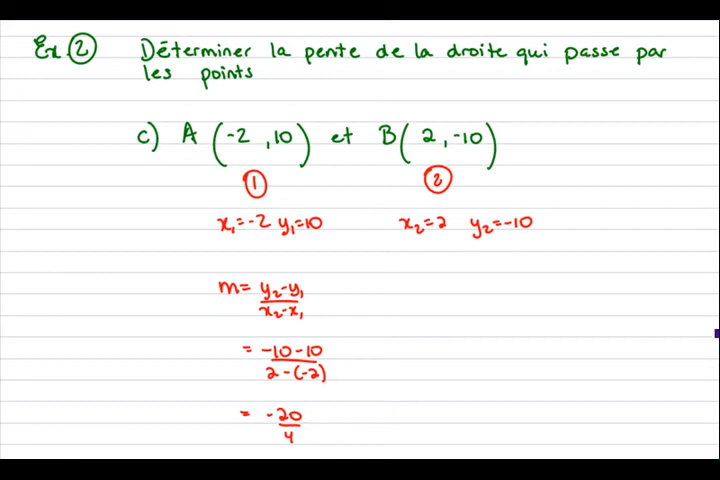 Ex. 2 Déterminer la pente de la droite qui passe par
les points
c) A (-2, 10) et B(2, -10)
1 2
x₁=-2 y₁=10 x₂=2 y₂=-10
m= y₂-y₁
x₂-x₁
= -10-10
2-(-2)
= -20
4